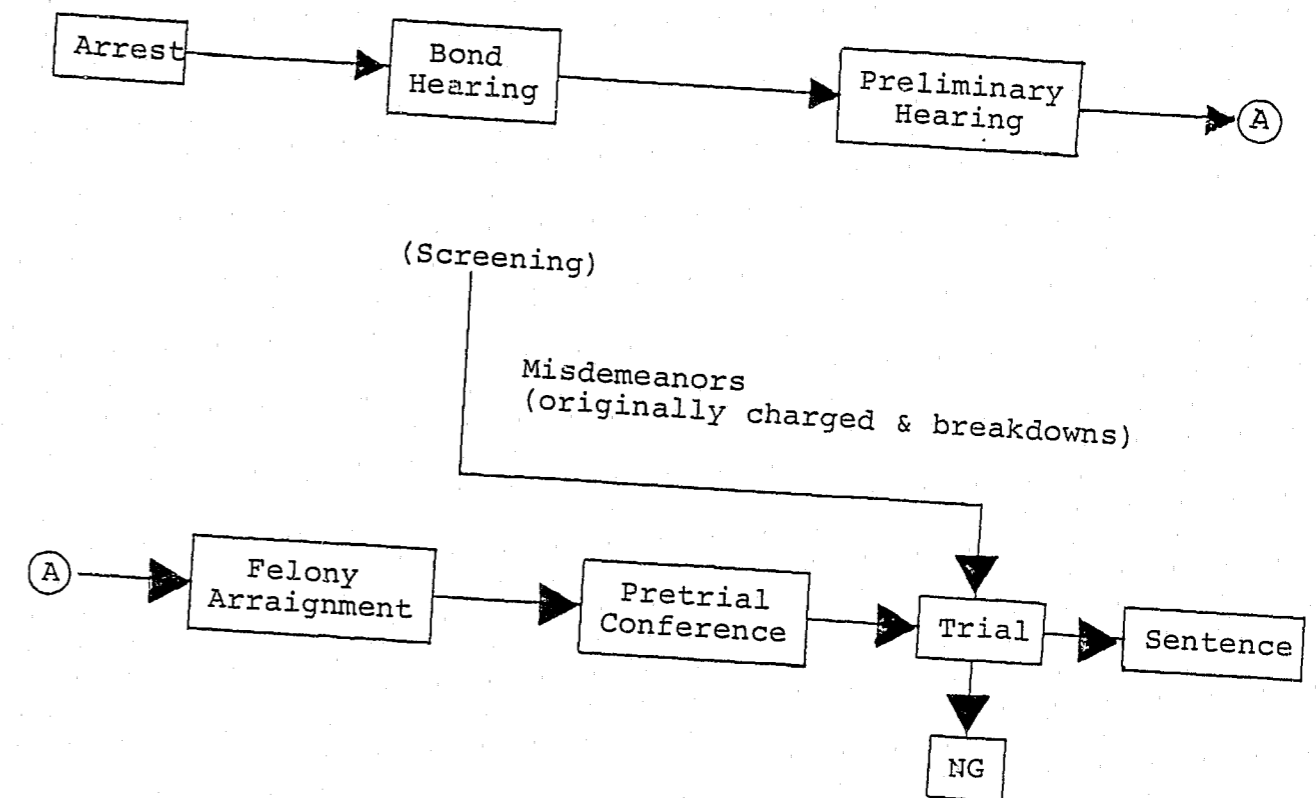 Arrest
Bond
Hearing
Preliminary
Hearing
A
(Screening)
Misdemeanors
(originally charged & breakdowns)
A
Felony
Arraignment
Pretrial
Conference
Trial
Sentence
NG